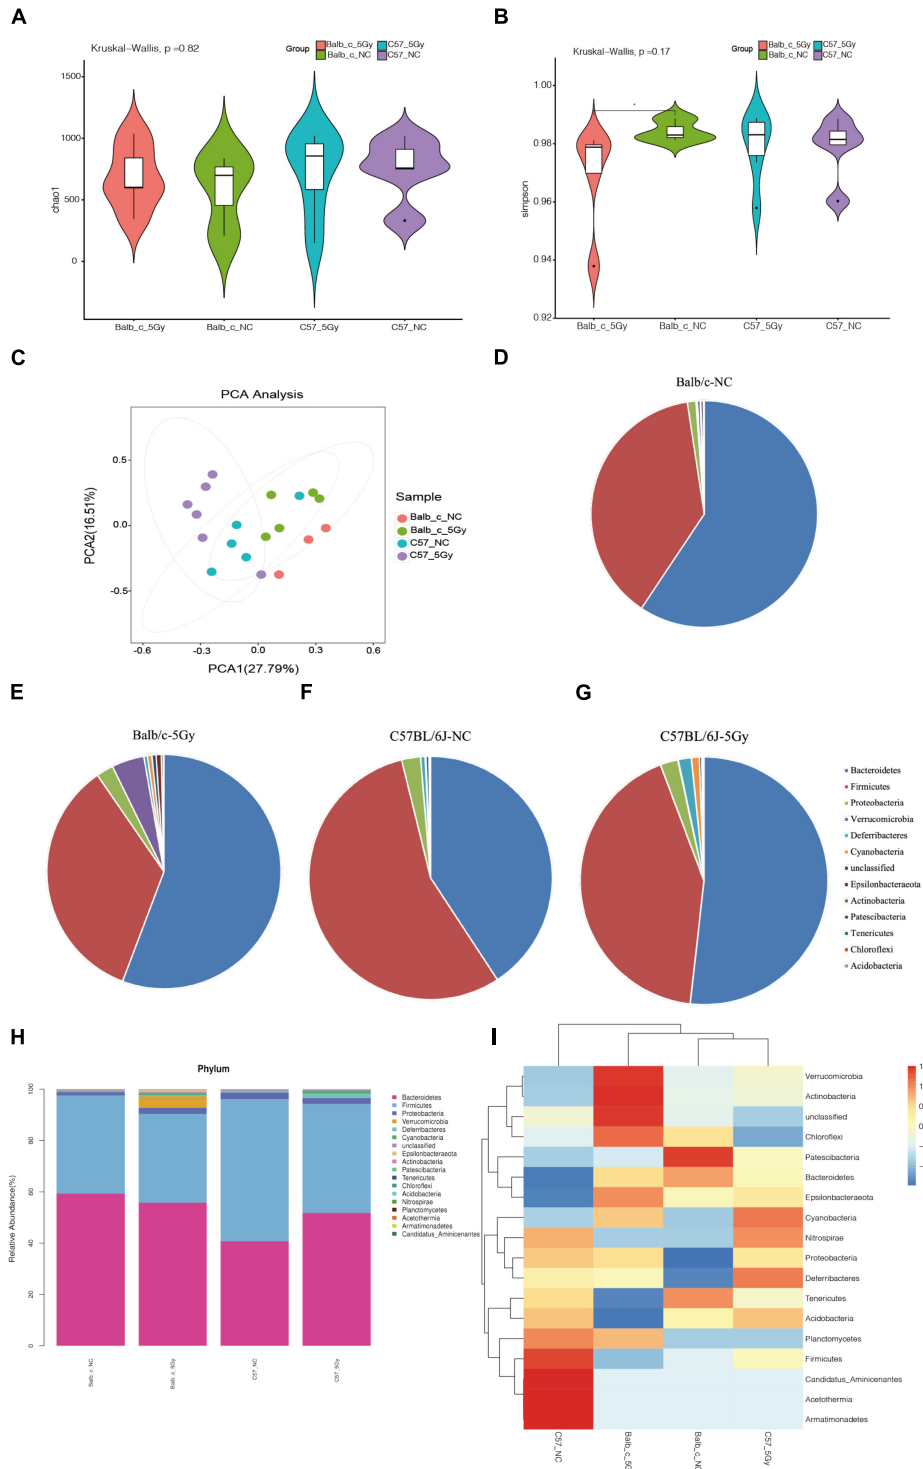 A
Kruskal-Wallis, p =0.82
Group
Balb_c_5Gy
C57_5Gy
Balb_c_NC
C57_NC
chao1
1500
1000
500
0
Balb_c_5Gy
Balb_c_NC
C57_5Gy
C57_NC
B
Kruskal-Wallis, p =0.17
Group
Balb_c_5Gy
C57_5Gy
Balb_c_NC
C57_NC
simpson
1.00
0.98
0.96
0.94
0.92
Balb_c_5Gy
Balb_c_NC
C57_5Gy
C57_NC
C
PCA Analysis
PCA2(16.51%)
0.5
0.0
-0.5
-0.6
-0.3
0.0
0.3
0.6
PCA1(27.79%)
Sample
Balb_c_NC
Balb_c_5Gy
C57_NC
C57_5Gy
D
Balb/c-NC
E
Balb/c-5Gy
F
C57BL/6J-NC
G
C57BL/6J-5Gy
Bacteroidetes
Firmicutes
Proteobacteria
Verrucomicrobia
Deferribacteres
Cyanobacteria
unclassified
Epsilonbacteraeota
Actinobacteria
Patescibacteria
Tenericutes
Chloroflexi
Acidobacteria
H
Phylum
Relative Abundance(%)
100
80
60
40
20
0
Balb_c_NC
Balb_c_5Gy
C57_NC
C57_5Gy
Bacteroidetes
Firmicutes
Proteobacteria
Verrucomicrobia
Deferribacteres
Cyanobacteria
unclassified
Epsilonbacteraeota
Actinobacteria
Patescibacteria
Tenericutes
Chloroflexi
Acidobacteria
Nitrospirae
Planctomycetes
Acetothermia
Armatimonadetes
Candidatus_Aminicenantes
I
Verrucomicrobia
Actinobacteria
unclassified
Chloroflexi
Patescibacteria
Bacteroidetes
Epsilonbacteraeota
Cyanobacteria
Nitrospirae
Proteobacteria
Deferribacteres
Tenericutes
Acidobacteria
Planctomycetes
Firmicutes
Candidatus_Aminicenantes
Acetothermia
Armatimonadetes
C57_NC
C57_5Gy
1
1
0
0